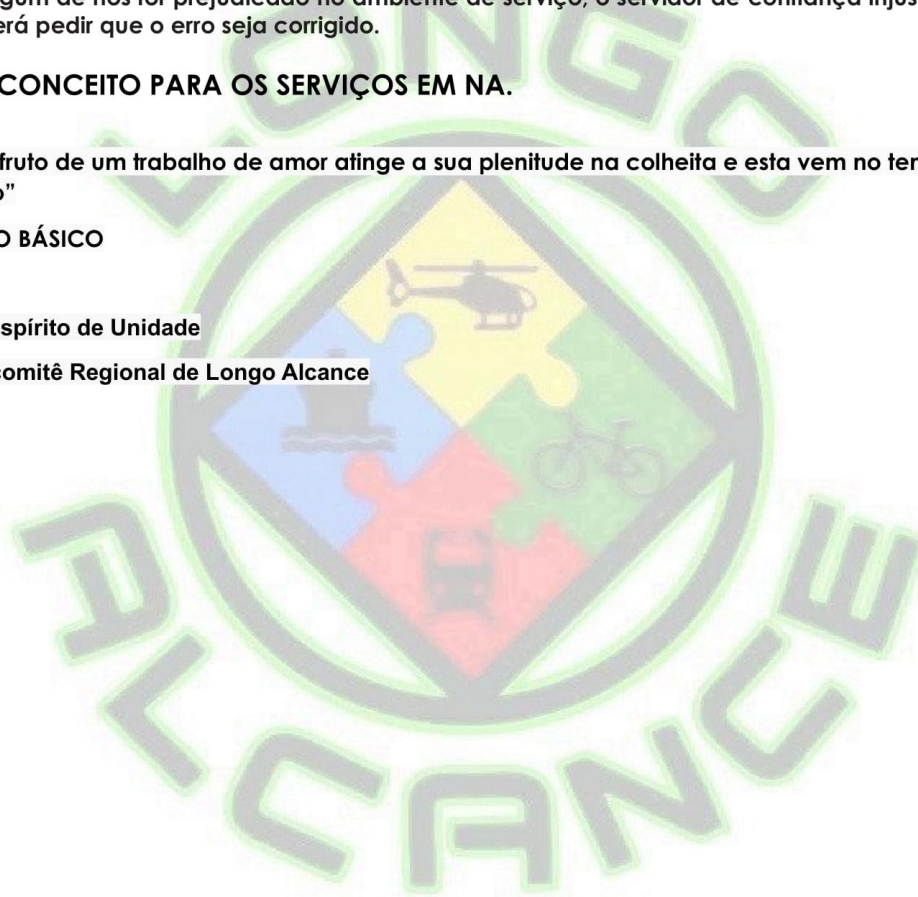 gum de nós for prejudicado no ambiente de serviço, o servidor de confiança injus
erá pedir que o erro seja corrigido.
CONCEITO PARA OS SERVIÇOS EM NA.
fruto de um trabalho de amor atinge a sua plenitude na colheita e esta vem no
o”
O BÁSICO
spírito de Unidade
omitê Regional de Longo Alcance
LONGO
ALCANCE